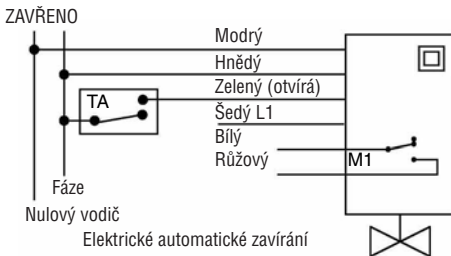 ZAVŘENO
Modrý
Hnědý
Zelený (otvírá)
TA
Šedý L1
Bílý
Růžový
M1
Fáze
Nulový vodič
Elektrické automatické zavírání